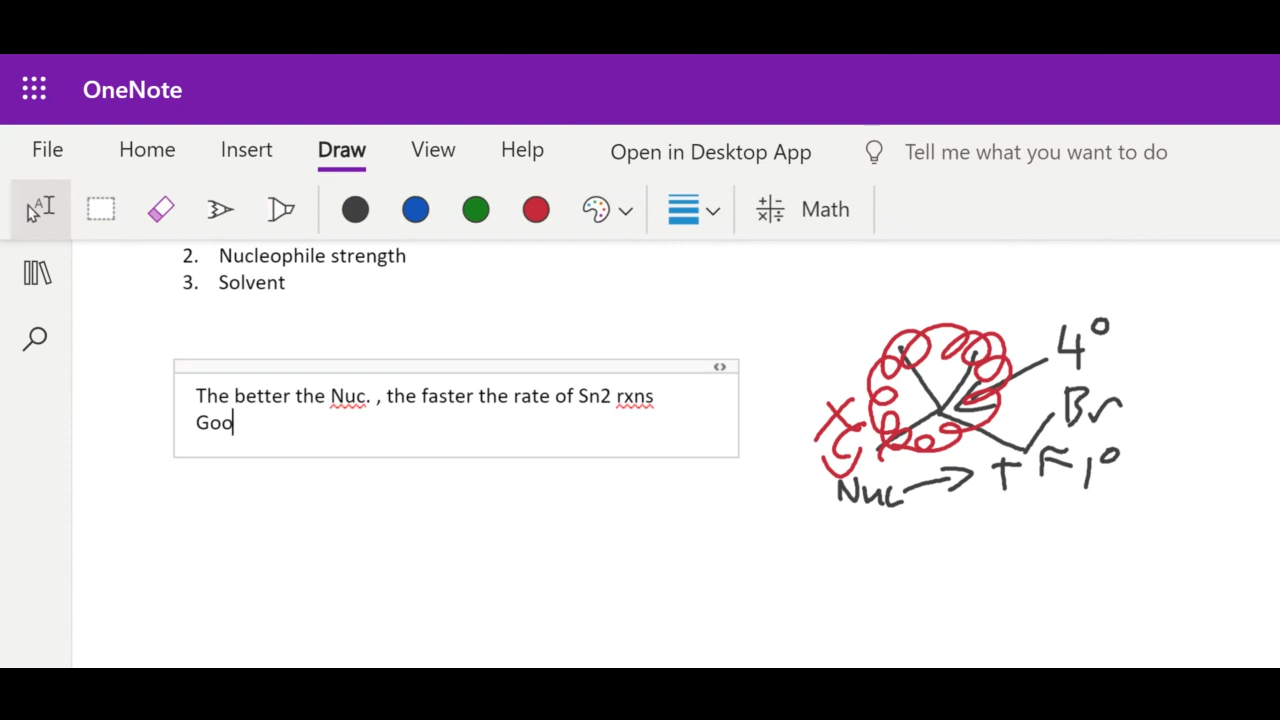 OneNote
File Home Insert Draw View Help Open in Desktop App Tell me what you want to do
Math
2. Nucleophile strength
3. Solvent
The better the Nuc. , the faster the rate of Sn2 rxns
Goo
4°
Br
1°
Nuc